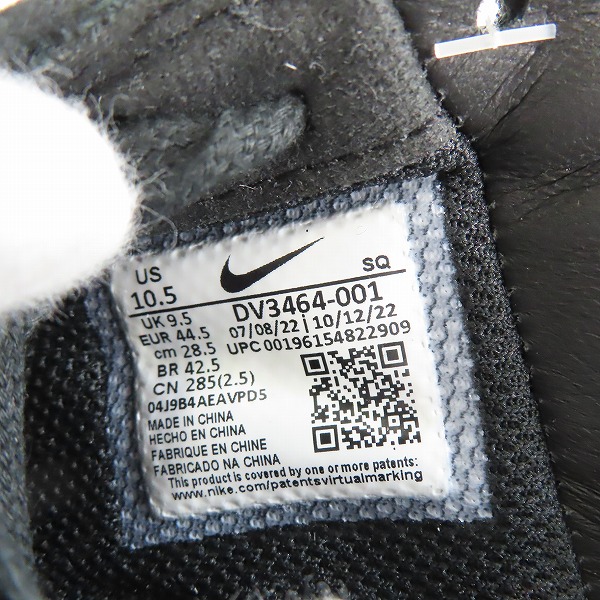 US
10.5
SQ
UK 9.5
EUR 44.5
cm 28.5
BR 42.5
CN 285(2.5)
DV3464-001
07/08/22 | 10/12/22
UPC 00196154822909
04J9B4AEAVPD5
MADE IN CHINA
HECHO EN CHINA
FABRIQUE EN CHINE
FABRICADO NA CHINA
This product is covered by one or more patents:
www.nike.com/patentsvirtualmarking